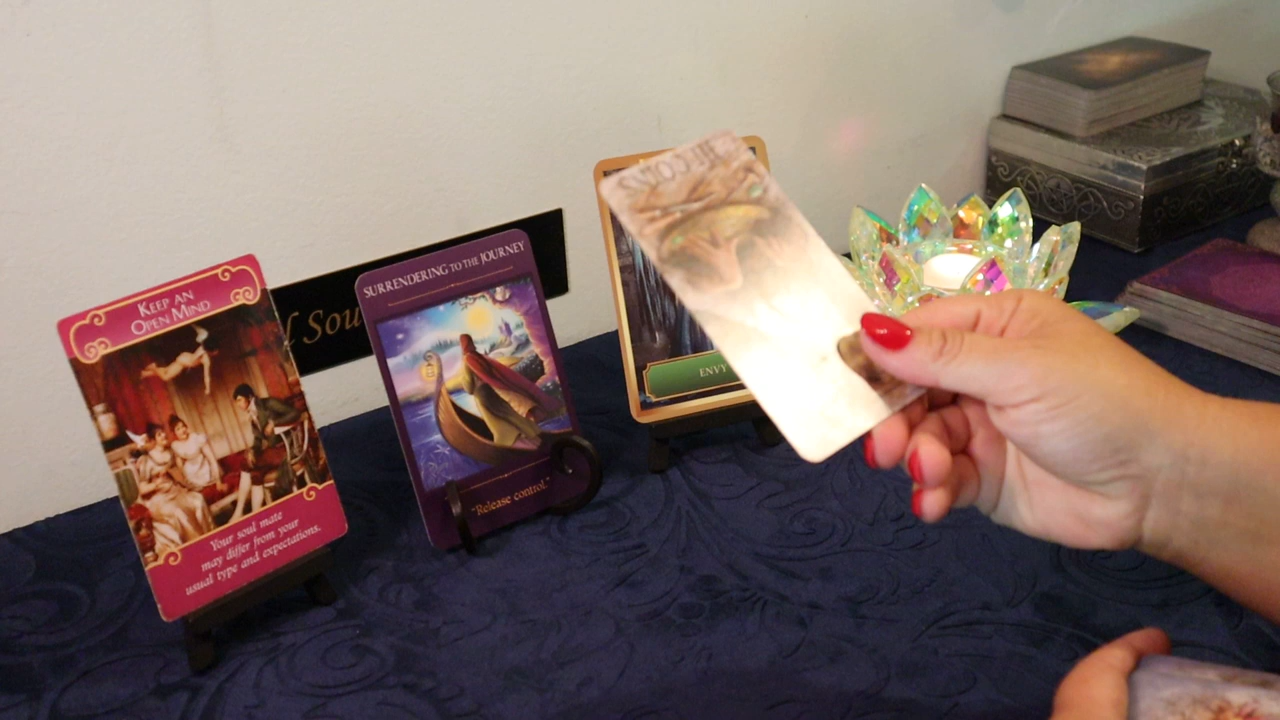 KEEP AN
OPEN MIND
Your soul mate
may differ from your
usual type and expectations.
Sou
SURRENDERING TO THE JOURNEY
"Release control."
ENVY